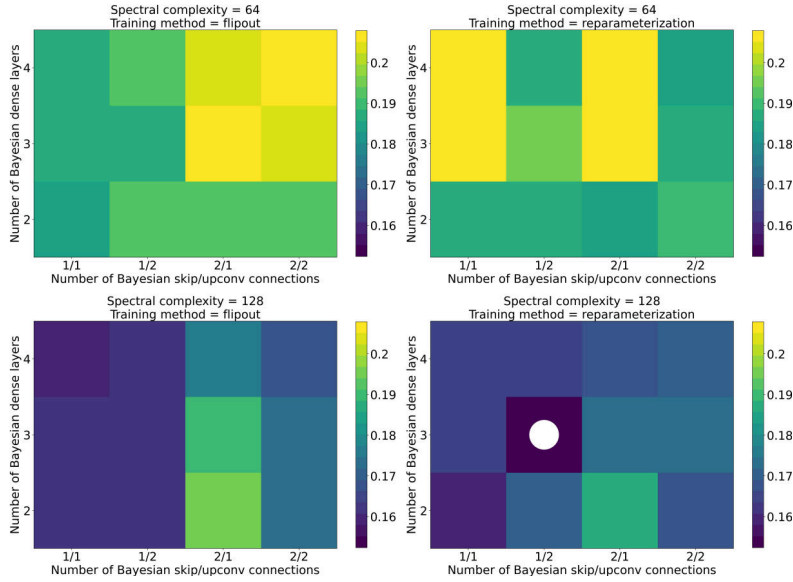 Spectral complexity = 64
Training method = flipout
Number of Bayesian dense layers
4
3
2
1/1 1/2 2/1 2/2
Number of Bayesian skip/upconv connections
0.2
0.19
0.18
0.17
0.16
Spectral complexity = 64
Training method = reparameterization
Number of Bayesian dense layers
4
3
2
1/1 1/2 2/1 2/2
Number of Bayesian skip/upconv connections
0.2
0.19
0.18
0.17
0.16
Spectral complexity = 128
Training method = flipout
Number of Bayesian dense layers
4
3
2
1/1 1/2 2/1 2/2
Number of Bayesian skip/upconv connections
0.2
0.19
0.18
0.17
0.16
Spectral complexity = 128
Training method = reparameterization
Number of Bayesian dense layers
4
3
2
1/1 1/2 2/1 2/2
Number of Bayesian skip/upconv connections
0.2
0.19
0.18
0.17
0.16